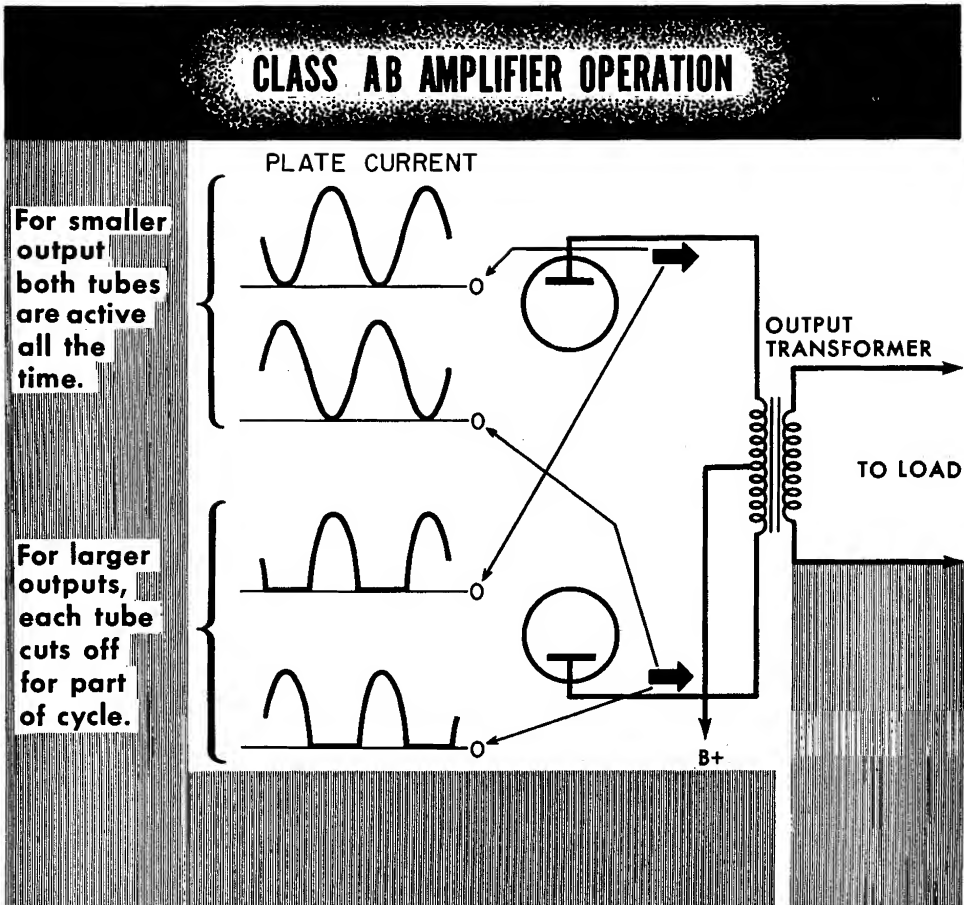 CLASS AB AMPLIFIER OPERATION
PLATE CURRENT
For smaller
output
both tubes
are active
all the
time.
O
O
OUTPUT
TRANSFORMER
TO LOAD
For larger
outputs,
each tube
cuts off
for part
of cycle.
O
O
B+